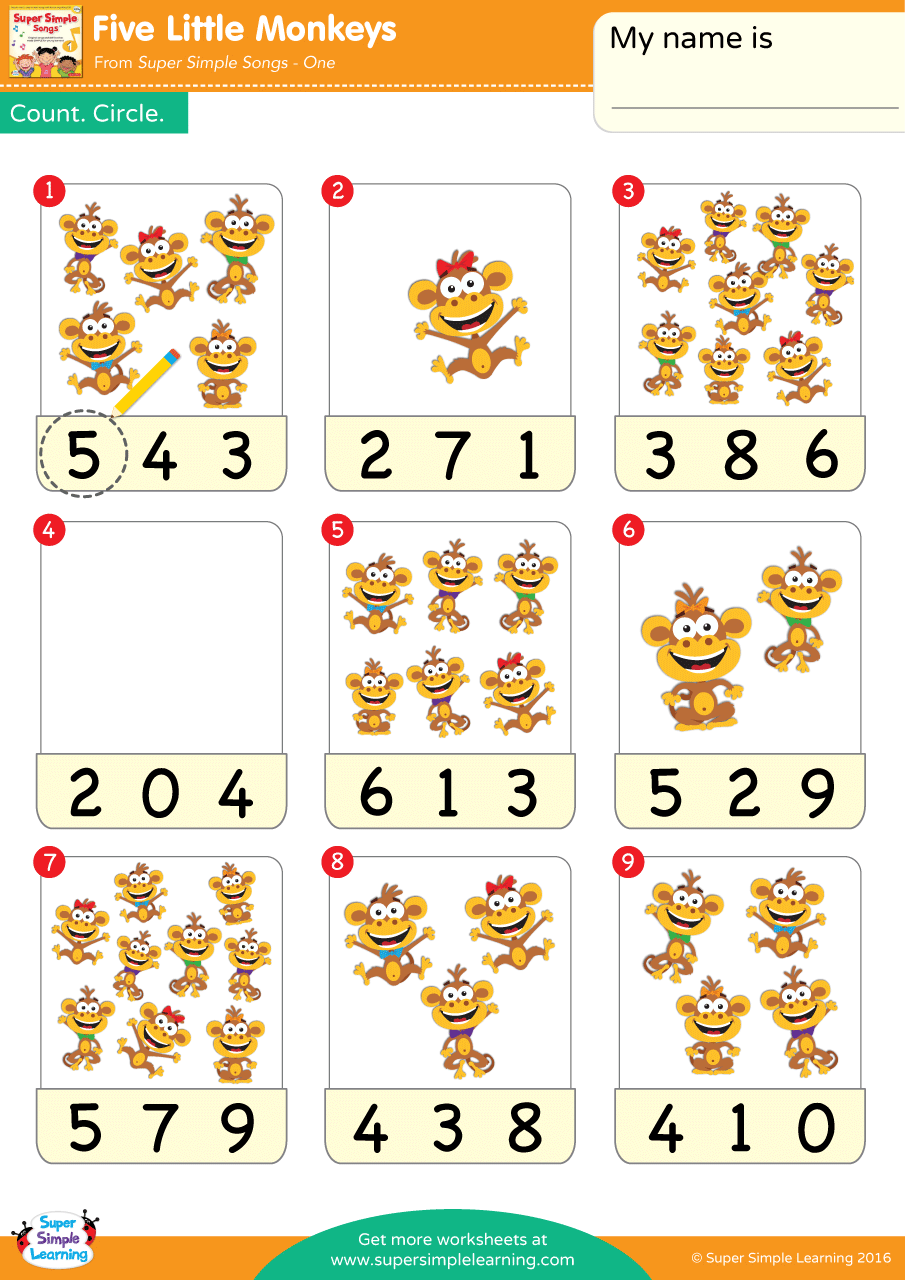 Super Simple
Songs
Five Little Monkeys
From Super Simple Songs - One
My name is
Count. Circle.
1
2
3
5 4 3
2 7 1
3 8 6
4
5
6
2 0 4
6 1 3
5 2 9
7
8
9
5 7 9
4 3 8
4 1 0
Super
Simple
Learning
Get more worksheets at
www.supersimplelearning.com
© Super Simple Learning 2016